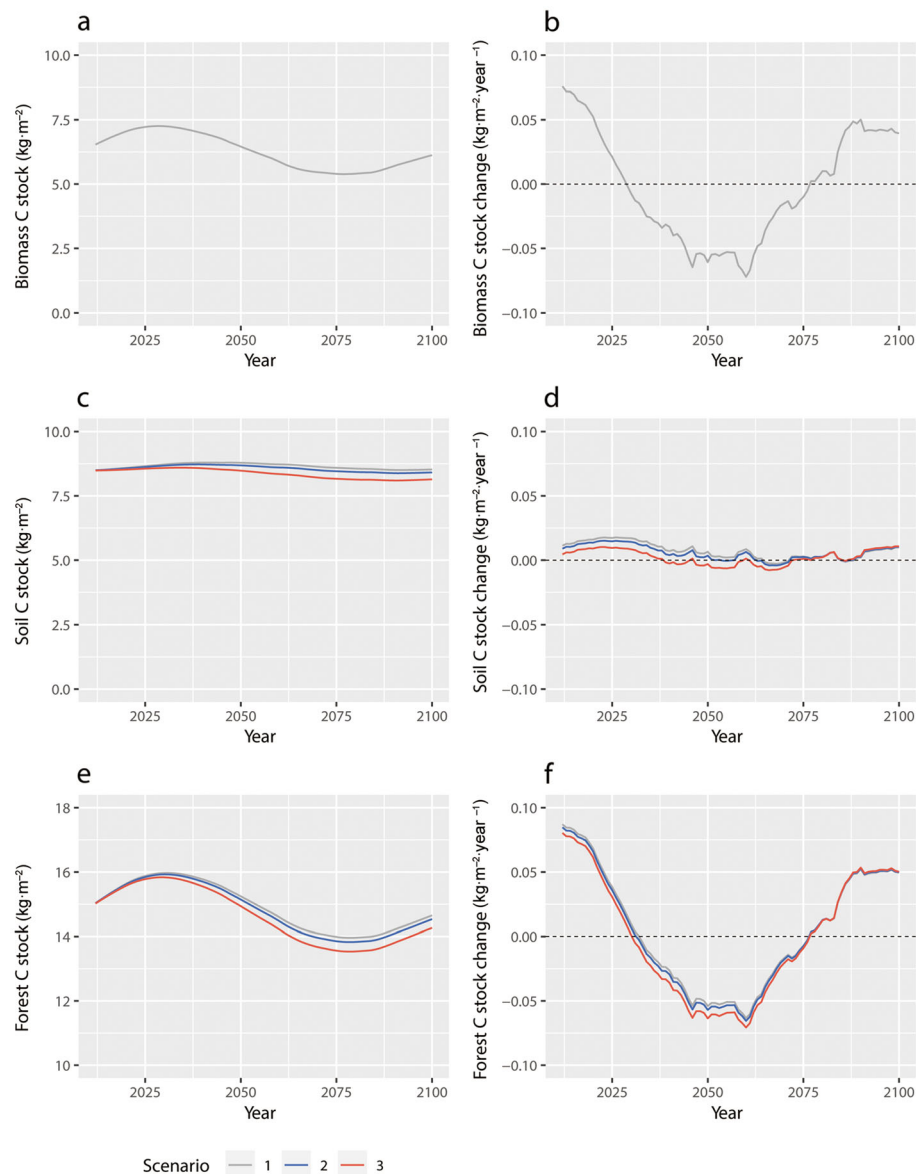 a
Biomass C stock (kg·m⁻²)
10.0
7.5
5.0
2.5
0.0
2025 2050 2075 2100
Year
b
Biomass C stock change (kg·m⁻²·year ⁻¹)
0.10
0.05
0.00
−0.05
−0.10
2025 2050 2075 2100
Year
c
Soil C stock (kg·m⁻²)
10.0
7.5
5.0
2.5
0.0
2025 2050 2075 2100
Year
d
Soil C stock change (kg·m⁻²·year ⁻¹)
0.10
0.05
0.00
−0.05
−0.10
2025 2050 2075 2100
Year
e
Forest C stock (kg·m⁻²)
18
16
14
12
10
2025 2050 2075 2100
Year
f
Forest C stock change (kg·m⁻²·year ⁻¹)
0.10
0.05
0.00
−0.05
−0.10
2025 2050 2075 2100
Year
Scenario 1 2 3